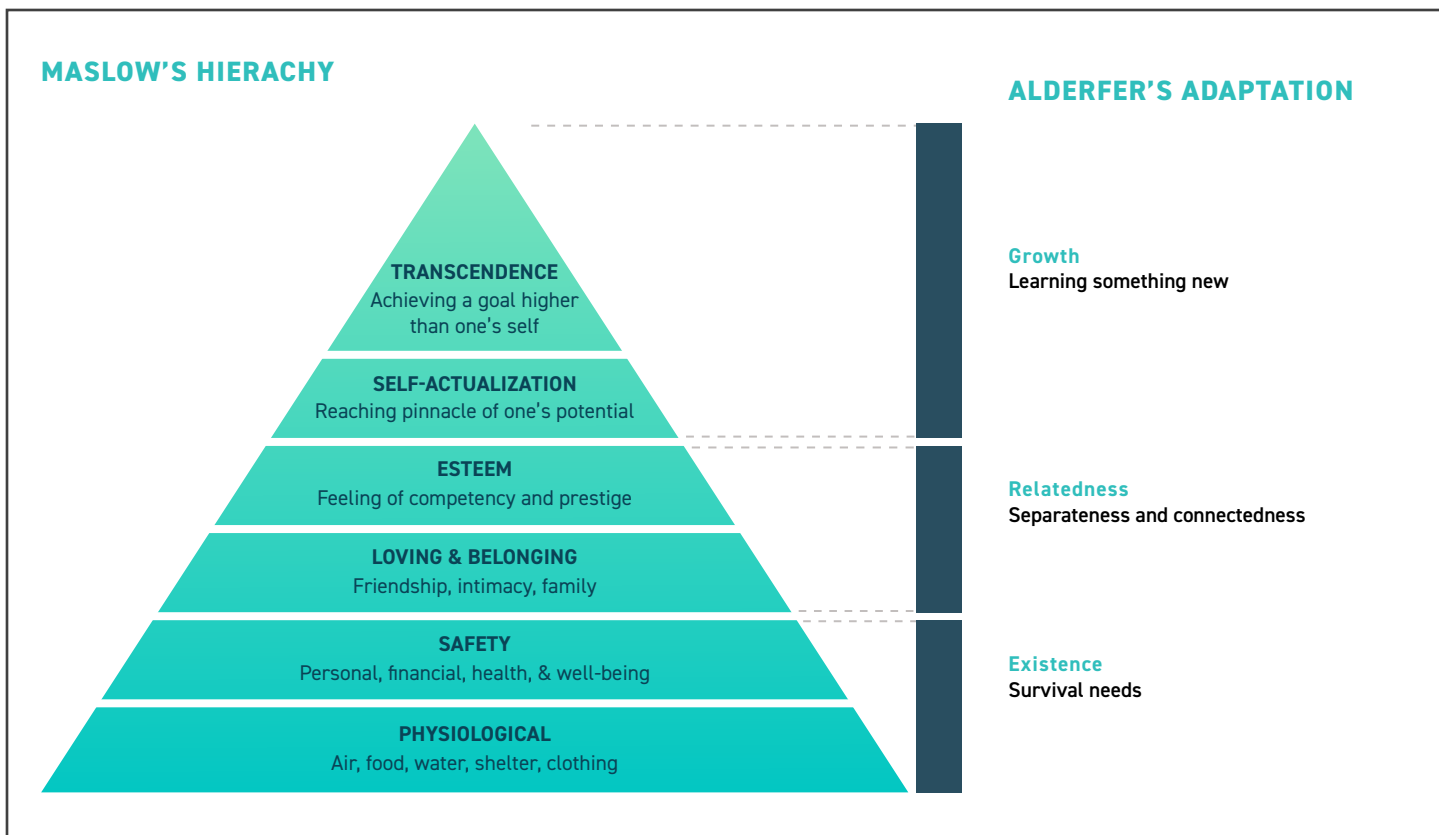 MASLOW'S HIERACHY
TRANSCENDENCE
Achieving a goal higher
than one's self
SELF-ACTUALIZATION
Reaching pinnacle of one's potential
ESTEEM
Feeling of competency and prestige
LOVING & BELONGING
Friendship, intimacy, family
SAFETY
Personal, financial, health, & well-being
PHYSIOLOGICAL
Air, food, water, shelter, clothing
ALDERFER'S ADAPTATION
Growth
Learning something new
Relatedness
Separateness and connectedness
Existence
Survival needs